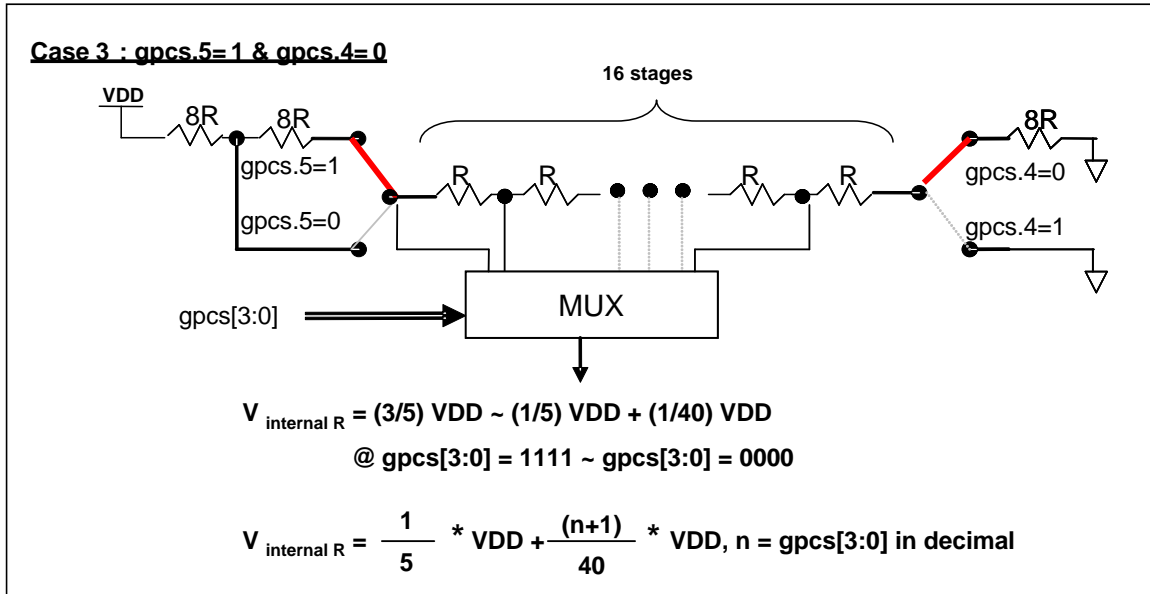 Case 3 : gpcs.5=1 & gpcs.4=0
16 stages
VDD
8R
8R
8R
gpcs.5=1
gpcs.4=0
R
R
R
R
gpcs.5=0
gpcs.4=1
gpcs[3:0]
MUX
V internal R = (3/5) VDD ~ (1/5) VDD + (1/40) VDD
@ gpcs[3:0] = 1111 ~ gpcs[3:0] = 0000
V internal R = 1/5 * VDD + (n+1)/40 * VDD, n = gpcs[3:0] in decimal